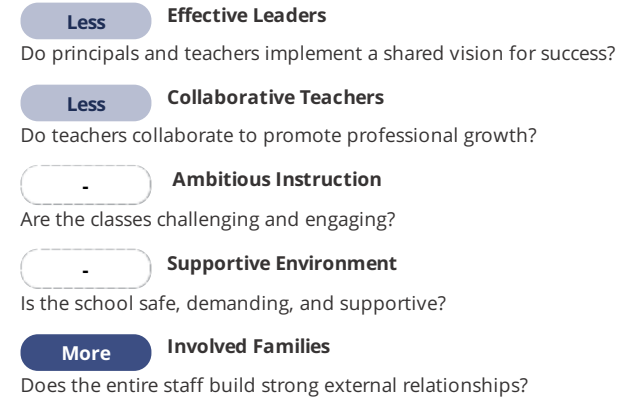 Less Effective Leaders
Do principals and teachers implement a shared vision for success?
Less Collaborative Teachers
Do teachers collaborate to promote professional growth?
- Ambitious Instruction
Are the classes challenging and engaging?
- Supportive Environment
Is the school safe, demanding, and supportive?
More Involved Families
Does the entire staff build strong external relationships?